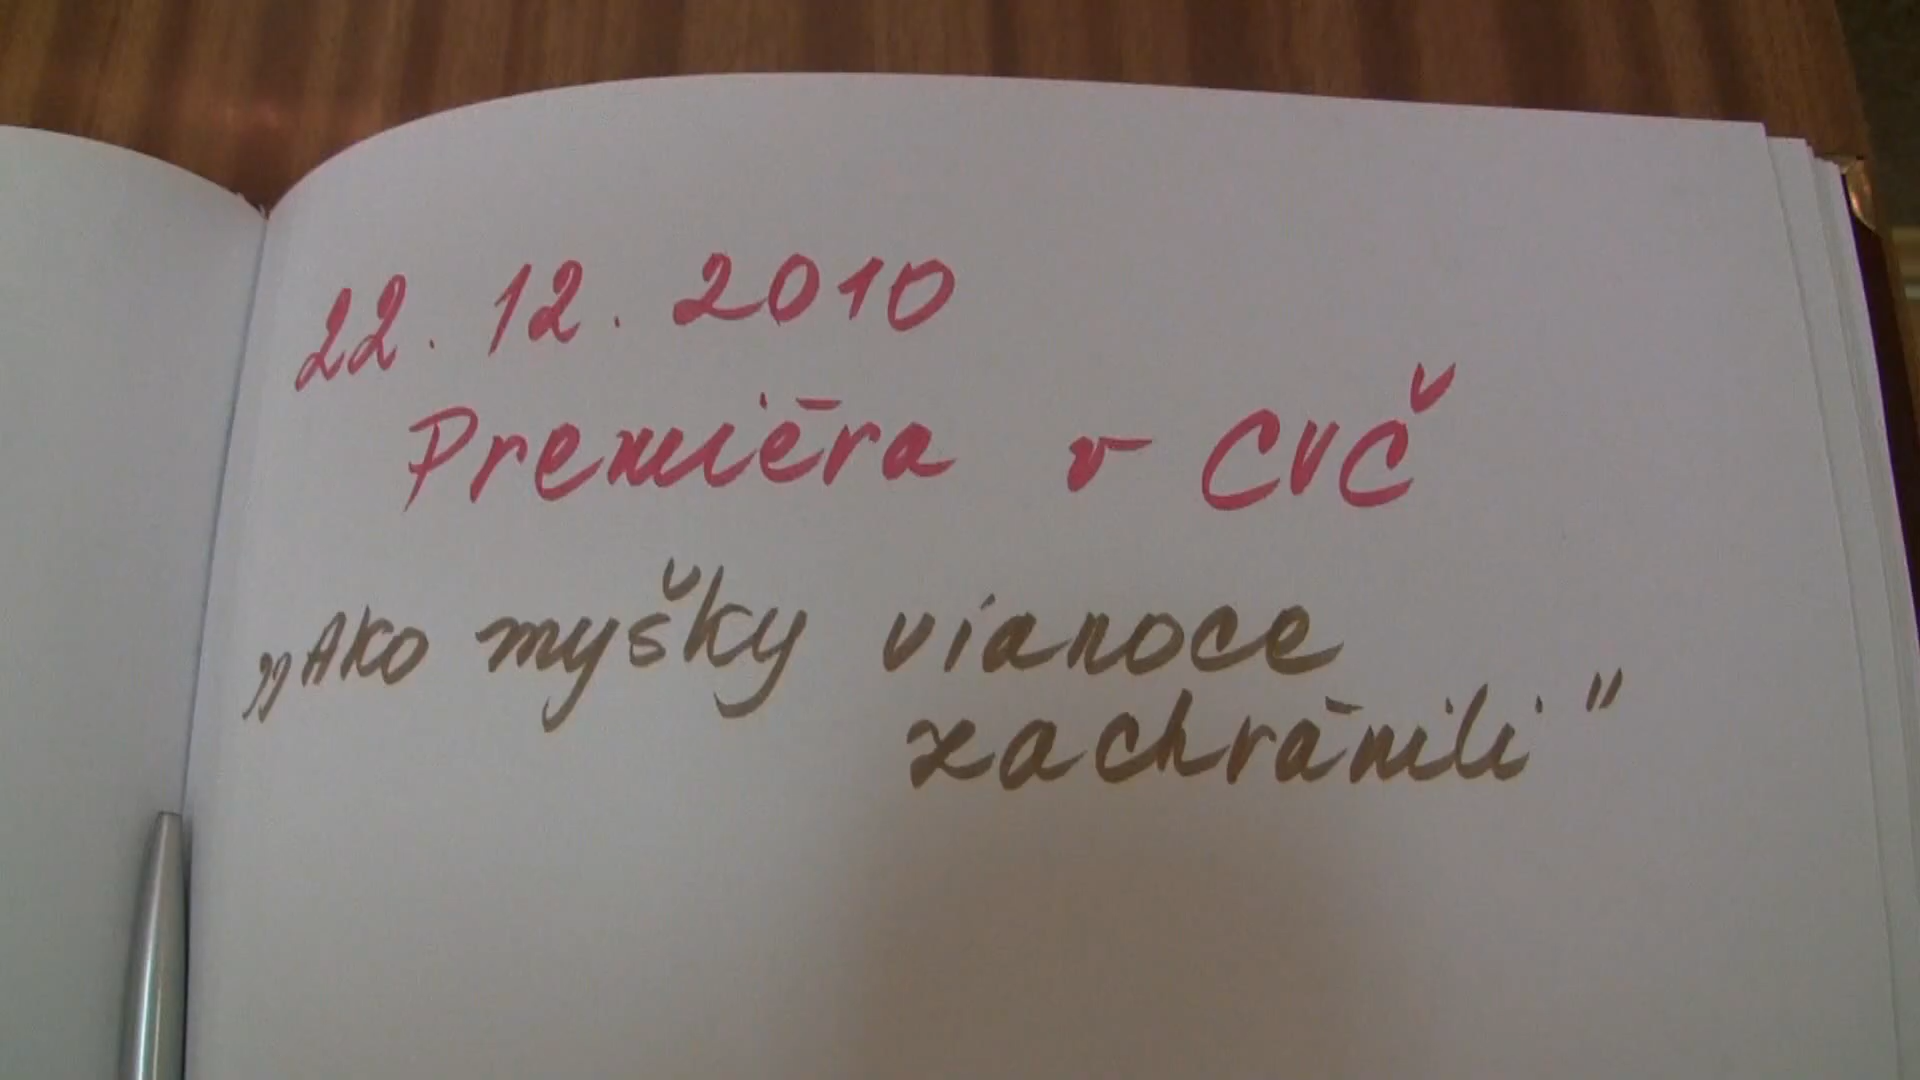 22. 12. 2010
Premiéra v CVČ
„Ako myšky vianoce
zachránili"